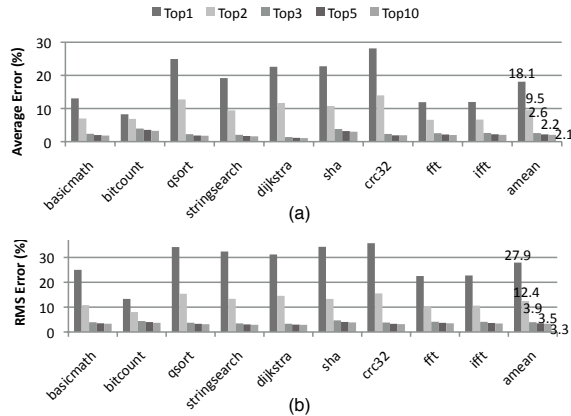 Top1 Top2 Top3 Top5 Top10
Average Error (%)
30
20
10
0
18.1
9.5
2.6
2.2
2.1
basicmath bitcount qsort stringsearch dijkstra sha crc32 fft ifft amean
(a)
RMS Error (%)
30
20
10
0
27.9
12.4
3.9
3.5
3.3
basicmath bitcount qsort stringsearch dijkstra sha crc32 fft ifft amean
(b)